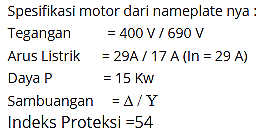 Spesifikasi motor dari nameplate nya :
Tegangan = 400 V / 690 V
Arus Listrik = 29A / 17 A (In = 29 A)
Daya P = 15 Kw
Sambuangan = Δ / Y
Indeks Proteksi =54